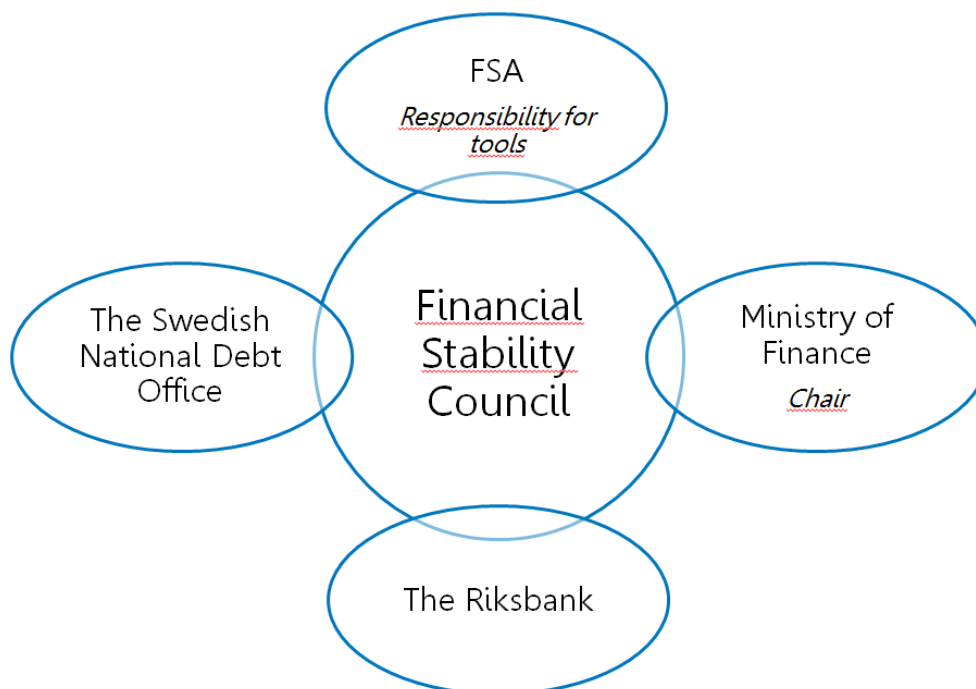 FSA
Responsibility for
tools
The Swedish
National Debt
Office
Financial
Stability
Council
Ministry of
Finance
Chair
The Riksbank